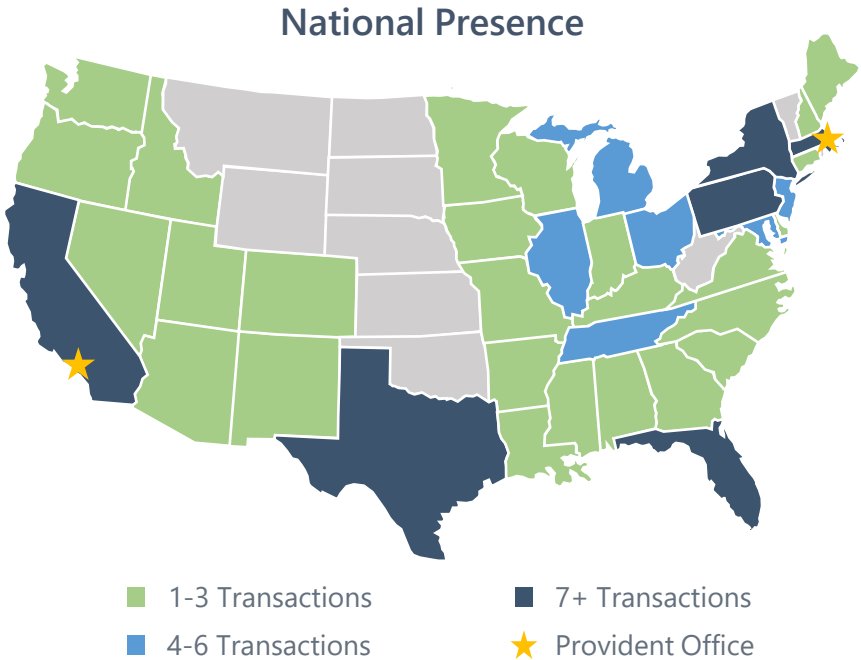 National Presence
1-3 Transactions
7+ Transactions
4-6 Transactions
Provident Office